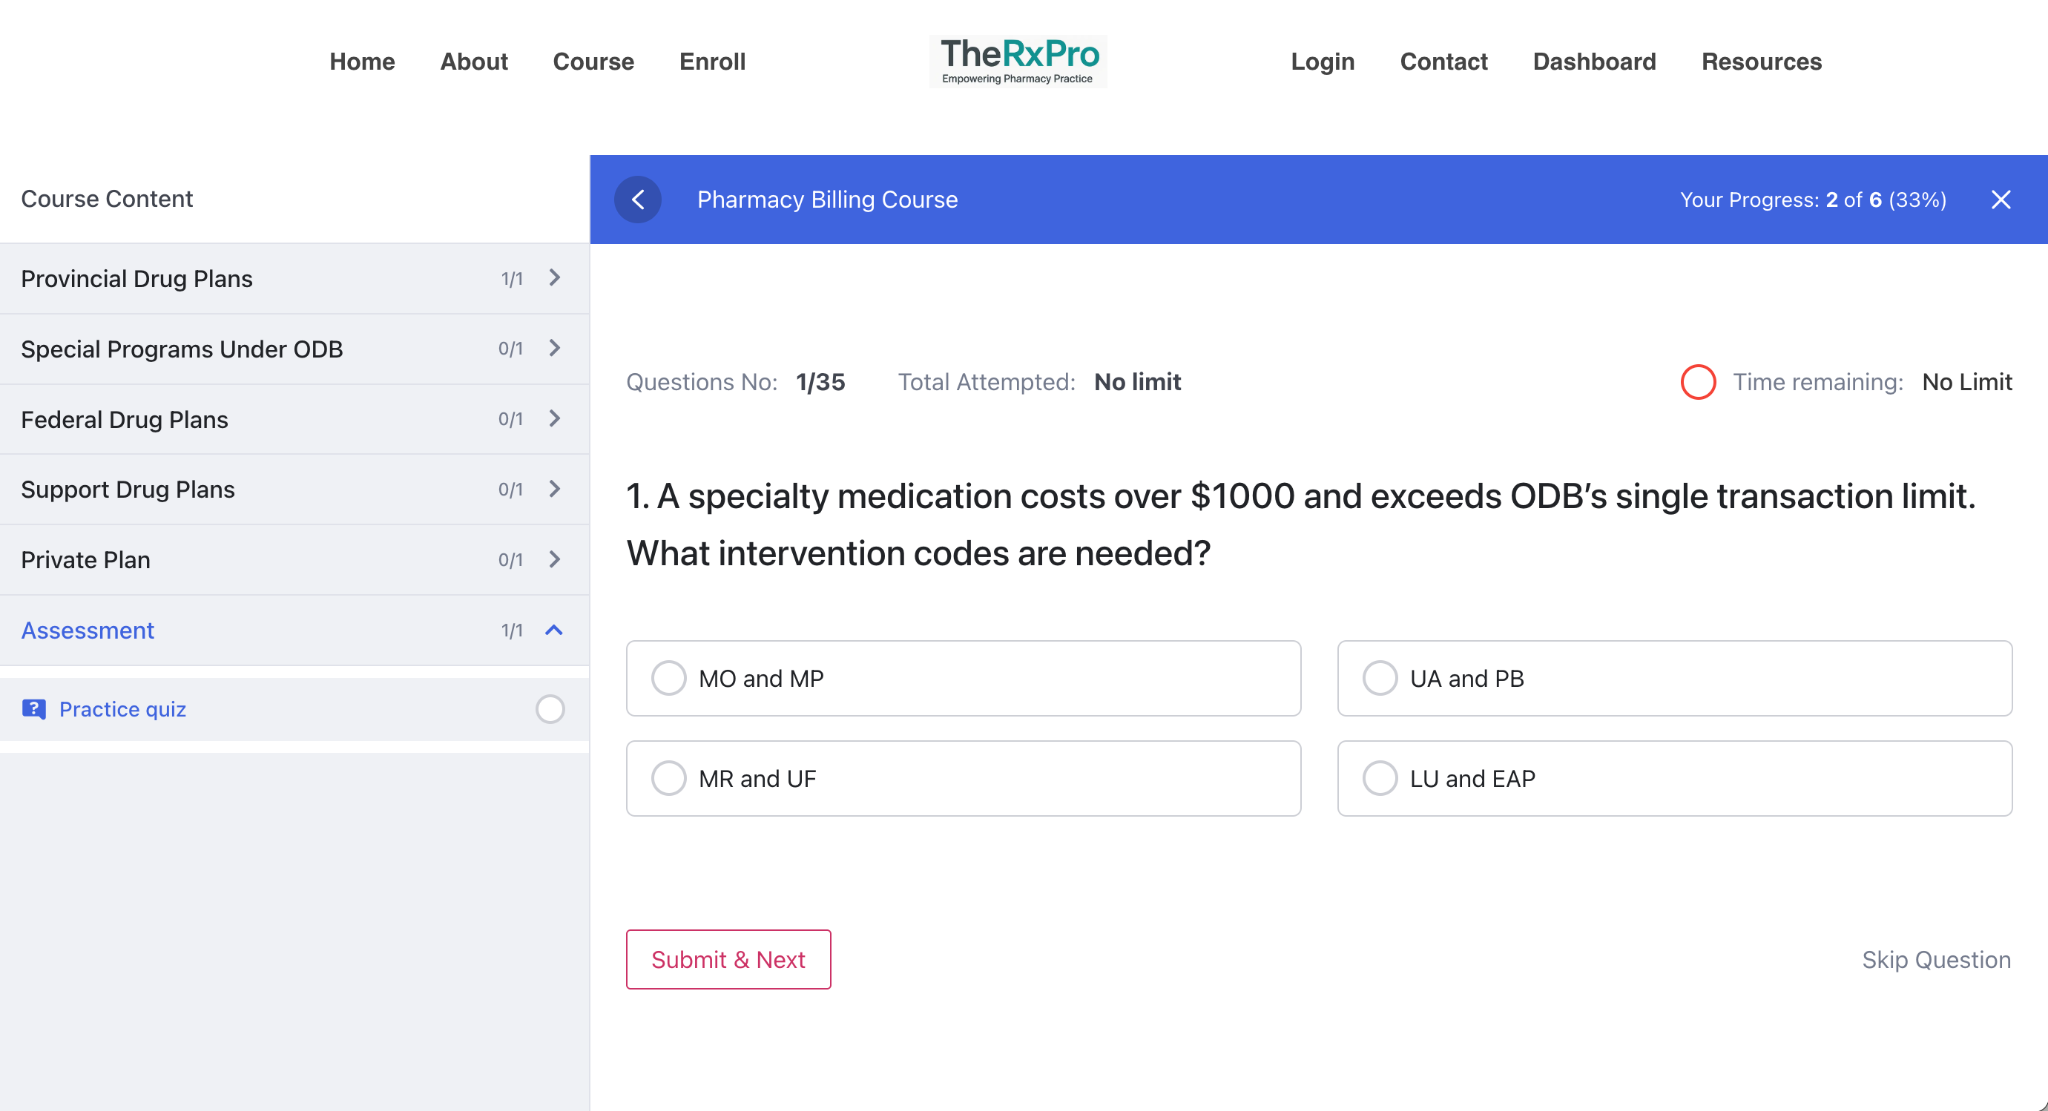 Home About Course Enroll
TheRxPro
Empowering Pharmacy Practice
Login Contact Dashboard Resources
Course Content
Provincial Drug Plans 1/1
Special Programs Under ODB 0/1
Federal Drug Plans 0/1
Support Drug Plans 0/1
Private Plan 0/1
Assessment 1/1
Practice quiz
Pharmacy Billing Course
Your Progress: 2 of 6 (33%)
Questions No: 1/35 Total Attempted: No limit
Time remaining: No Limit
1. A specialty medication costs over $1000 and exceeds ODB’s single transaction limit.
What intervention codes are needed?
MO and MP
UA and PB
MR and UF
LU and EAP
Submit & Next
Skip Question